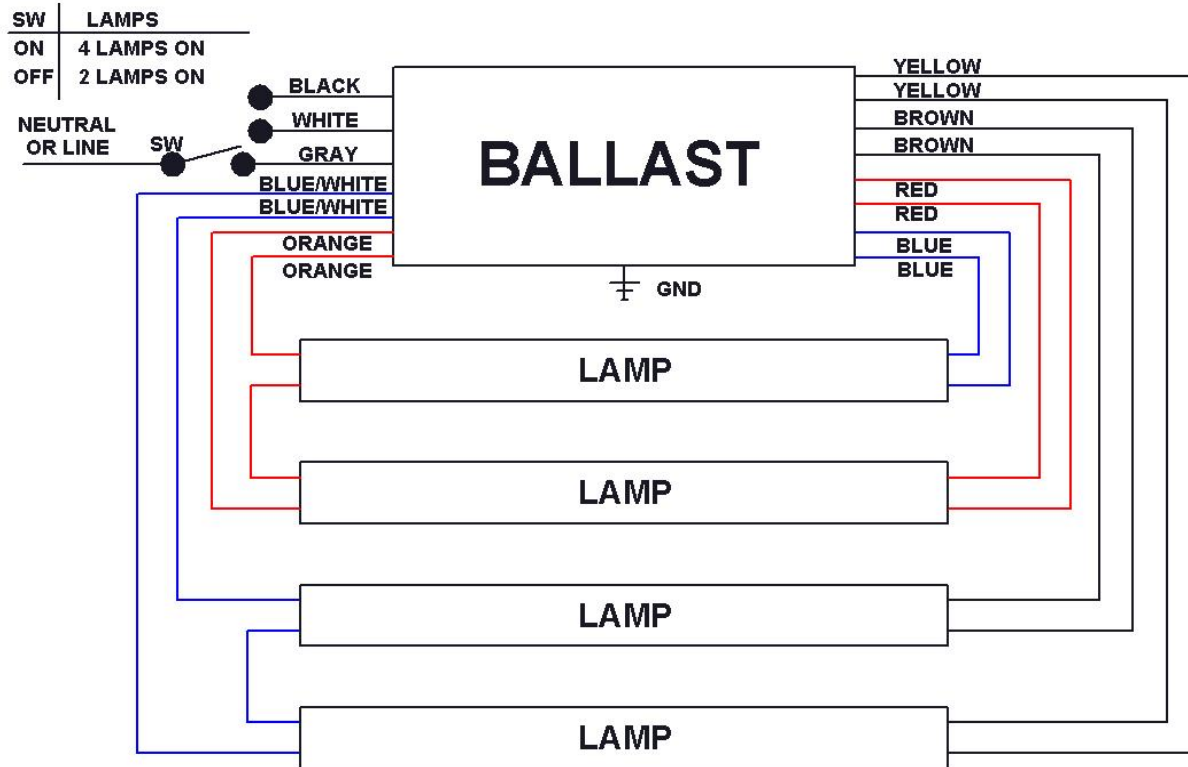 SW LAMPS
ON 4 LAMPS ON
OFF 2 LAMPS ON
NEUTRAL
OR LINE
SW
BLACK
WHITE
GRAY
BLUE/WHITE
BLUE/WHITE
ORANGE
ORANGE
BALLAST
GND
YELLOW
YELLOW
BROWN
BROWN
RED
RED
BLUE
BLUE
LAMP
LAMP
LAMP
LAMP